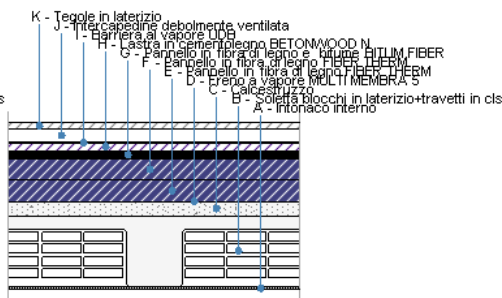 K - Tegole in laterizio
J - Intercapedine debolmente ventilata
I - Barriera al vapore UDB
H - Lastra in cementolegno BETONWOOD N
G - Pannello in fibra di legno e bitume BITUM FIBER
F - Pannello in fibra di legno FIBER THERM
E - Pannello in fibra di legno FIBER THERM
D - Freno a vapore MULTI MEMBRA 5
C - Calcestruzzo
s
B - Soletta blocchi in laterizio+travetti in cls
A - Intonaco interno